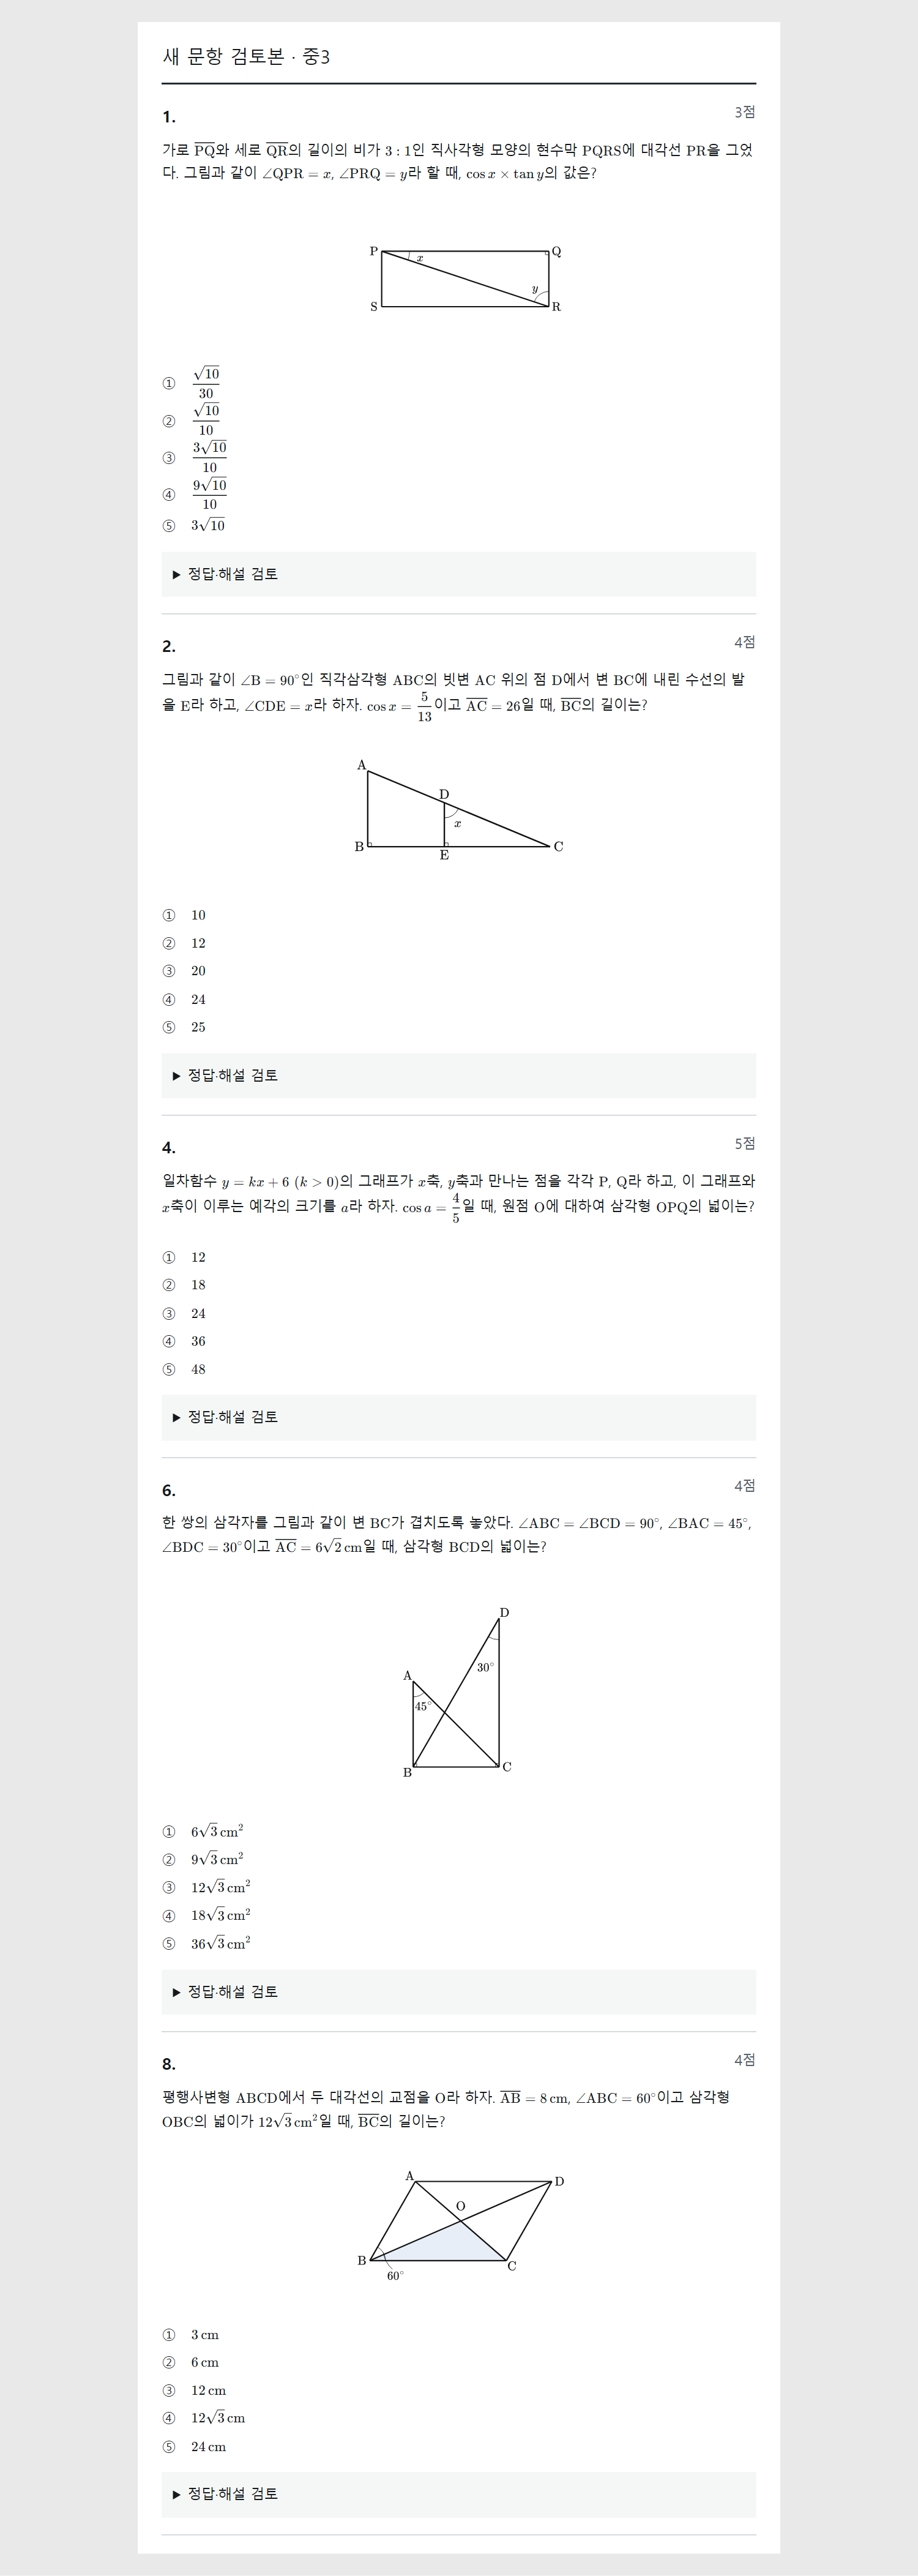 새 문항 검토본 · 중3
1.
3점
가로 PQ와 세로 QR의 길이의 비가 3 : 1인 직사각형 모양의 현수막 PQRS에 대각선 PR을 그었
다. 그림과 같이 ∠QPR = x, ∠PRQ = y라 할 때, cos x × tan y의 값은?
P
x
Q
y
S
R
① √10/30
② √10/10
③ 3√10/10
④ 9√10/10
⑤ 3√10
▶ 정답·해설 검토
2.
4점
그림과 같이 ∠B = 90°인 직각삼각형 ABC의 빗변 AC 위의 점 D에서 변 BC에 내린 수선의 발
을 E라 하고, ∠CDE = x라 하자. cos x = 5/13이고 AC = 26일 때, BC의 길이는?
A
D
x
B
E
C
① 10
② 12
③ 20
④ 24
⑤ 25
▶ 정답·해설 검토
4.
5점
일차함수 y = kx + 6 (k > 0)의 그래프가 x축, y축과 만나는 점을 각각 P, Q라 하고, 이 그래프와
x축이 이루는 예각의 크기를 a라 하자. cos a = 4/5일 때, 원점 O에 대하여 삼각형 OPQ의 넓이는?
① 12
② 18
③ 24
④ 36
⑤ 48
▶ 정답·해설 검토
6.
4점
한 쌍의 삼각자를 그림과 같이 변 BC가 겹치도록 놓았다. ∠ABC = ∠BCD = 90°, ∠BAC = 45°,
∠BDC = 30°이고 AC = 6√2 cm일 때, 삼각형 BCD의 넓이는?
D
30°
A
45°
B
C
① 6√3 cm²
② 9√3 cm²
③ 12√3 cm²
④ 18√3 cm²
⑤ 36√3 cm²
▶ 정답·해설 검토
8.
4점
평행사변형 ABCD에서 두 대각선의 교점을 O라 하자. AB = 8 cm, ∠ABC = 60°이고 삼각형
OBC의 넓이가 12√3 cm²일 때, BC의 길이는?
A
D
O
B
C
60°
① 3 cm
② 6 cm
③ 12 cm
④ 12√3 cm
⑤ 24 cm
▶ 정답·해설 검토